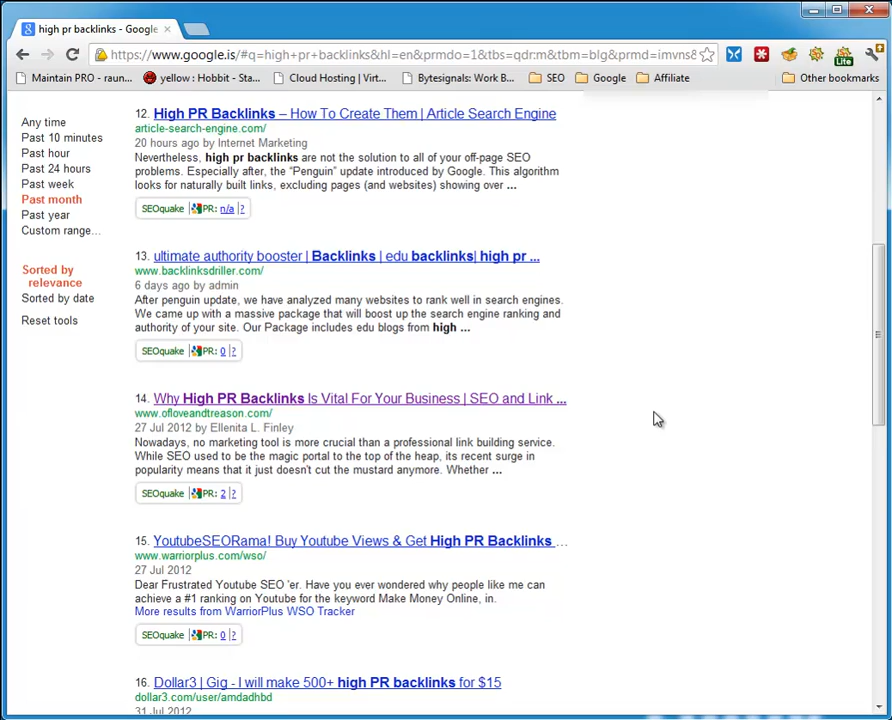 high pr backlinks - Google
https://www.google.is/#q=high+pr+backlinks&hl=en&prmdo=1&tbs=qdr:m&tbm=blg&prmd=imvns8
Maintain PRO - raun...
yellow : Hobbit - Sta...
Cloud Hosting | Virt...
Bytesignals: Work B...
SEO
Google
Affiliate
Other bookmarks
Lite
Any time
Past 10 minutes
Past hour
Past 24 hours
Past week
Past month
Past year
Custom range...
Sorted by
relevance
Sorted by date
Reset tools
12. High PR Backlinks – How To Create Them | Article Search Engine
article-search-engine.com/
20 hours ago by Internet Marketing
Nevertheless, high pr backlinks are not the solution to all of your off-page SEO
problems. Especially after, the “Penguin” update introduced by Google. This algorithm
looks for naturally built links, excluding pages (and websites) showing over ...
SEOquake PR: n/a ?
13. ultimate authority booster | Backlinks | edu backlinks| high pr ...
www.backlinksdriller.com/
6 days ago by admin
After penguin update, we have analyzed many websites to rank well in search engines.
We came up with a massive package that will boost up the search engine ranking and
authority of your site. Our Package includes edu blogs from high ...
SEOquake PR: 0 ?
14. Why High PR Backlinks Is Vital For Your Business | SEO and Link ...
www.ofloveandtreason.com/
27 Jul 2012 by Ellenita L. Finley
Nowadays, no marketing tool is more crucial than a professional link building service.
While SEO used to be the magic portal to the top of the heap, its recent surge in
popularity means that it just doesn't cut the mustard anymore. Whether ...
SEOquake PR: 2 ?
15. YoutubeSEORama! Buy Youtube Views & Get High PR Backlinks ...
www.warriorplus.com/wso/
27 Jul 2012
Dear Frustrated Youtube SEO 'er. Have you ever wondered why people like me can
achieve a #1 ranking on Youtube for the keyword Make Money Online, in.
More results from WarriorPlus WSO Tracker
SEOquake PR: 0 ?
16. Dollar3 | Gig - I will make 500+ high PR backlinks for $15
dollar3.com/user/amdadhbd
31 Jul 2012